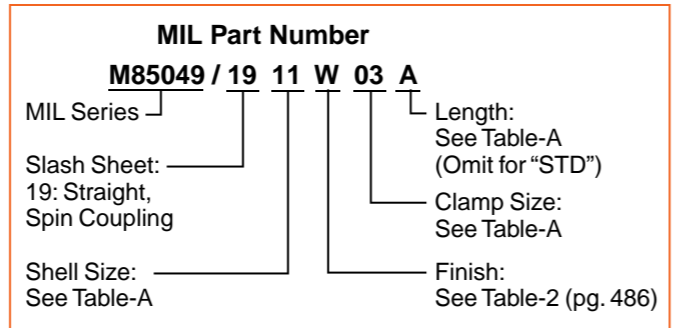 MIL Part Number
M85049 / 19 11 W 03 A
MIL Series
Slash Sheet:
19: Straight,
Spin Coupling
Shell Size:
See Table-A
Length:
See Table-A
(Omit for “STD”)
Clamp Size:
See Table-A
Finish:
See Table-2 (pg. 486)